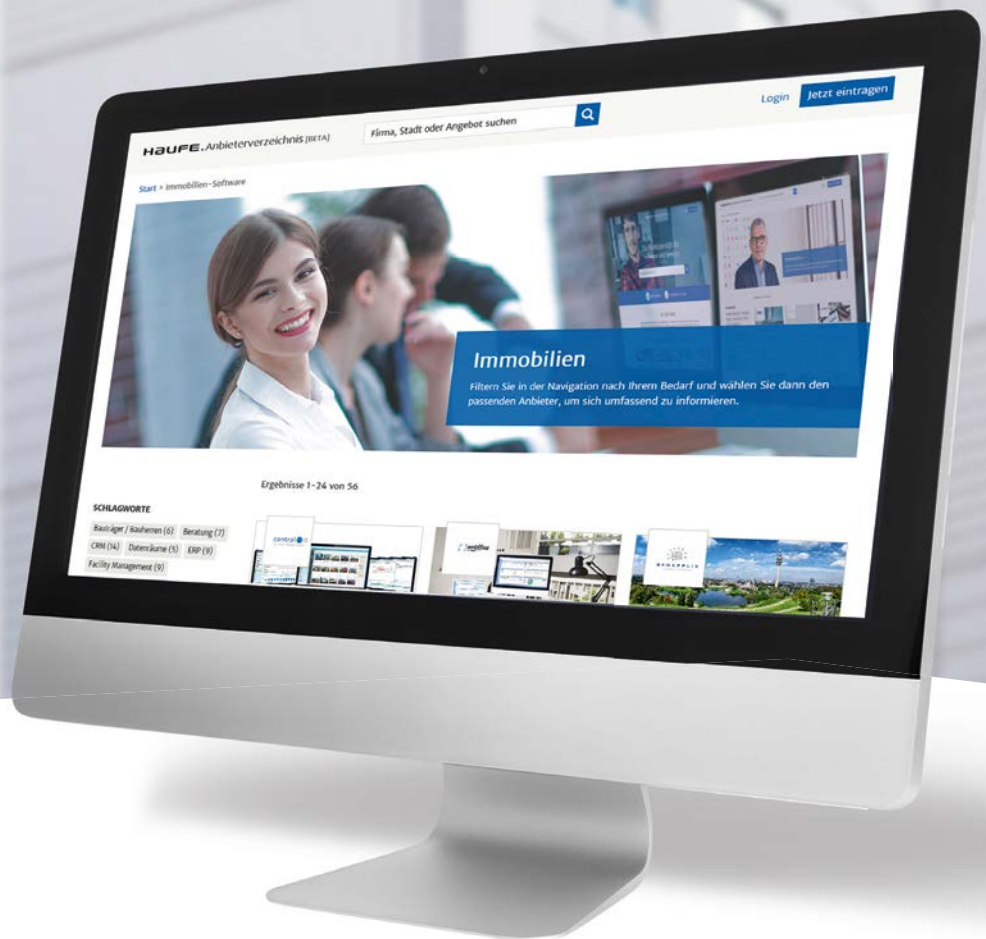 HAUFE.Anbieterverzeichnis [BETA]
Firma, Stadt oder Angebot suchen
Login
Jetzt eintragen
Start > Immobilien-Software
Immobilien
Filtern Sie in der Navigation nach Ihrem Bedarf und wählen Sie dann den
passenden Anbieter, um sich umfassend zu informieren.
Ergebnisse 1-24 von 56
SCHLAGWORTE
Bauträger / Bauherren (6) Beratung (7)
CRM (14) Datenräume (5) ERP (9)
Facility Management (9)